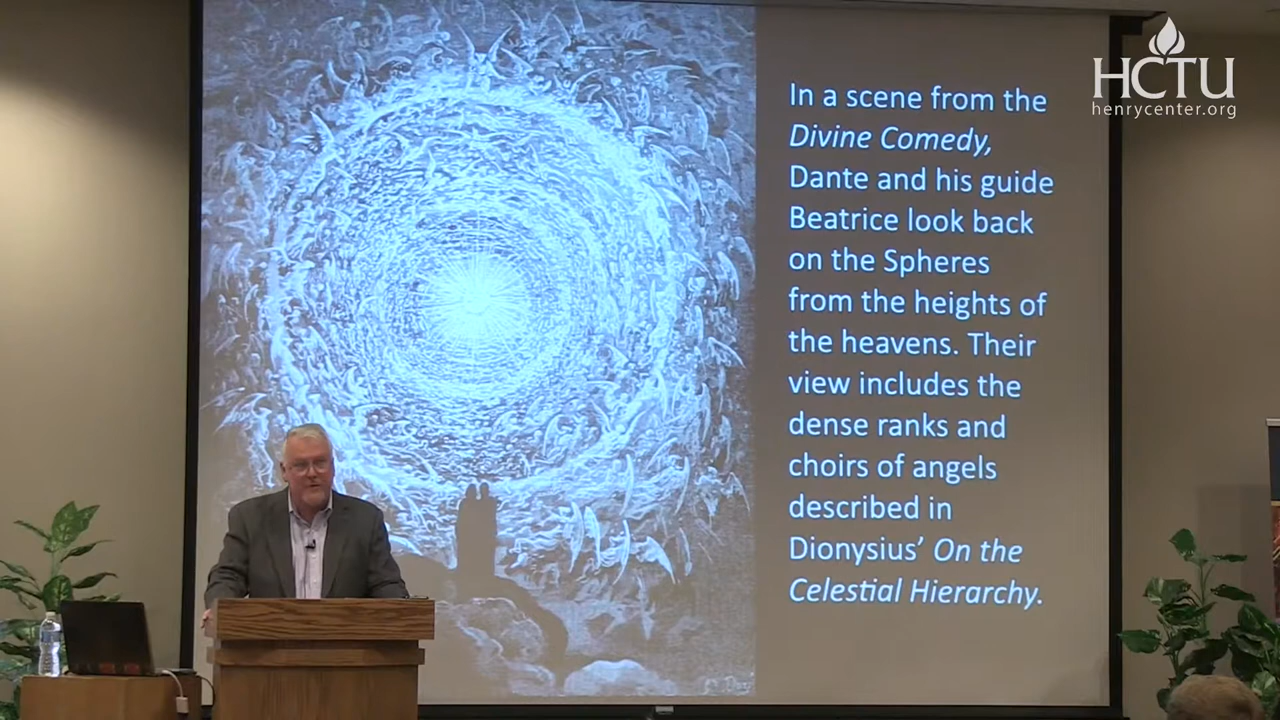 HCTU
henrycenter.org
In a scene from the
Divine Comedy,
Dante and his guide
Beatrice look back
on the Spheres
from the heights of
the heavens. Their
view includes the
dense ranks and
choirs of angels
described in
Dionysius’ On the
Celestial Hierarchy.